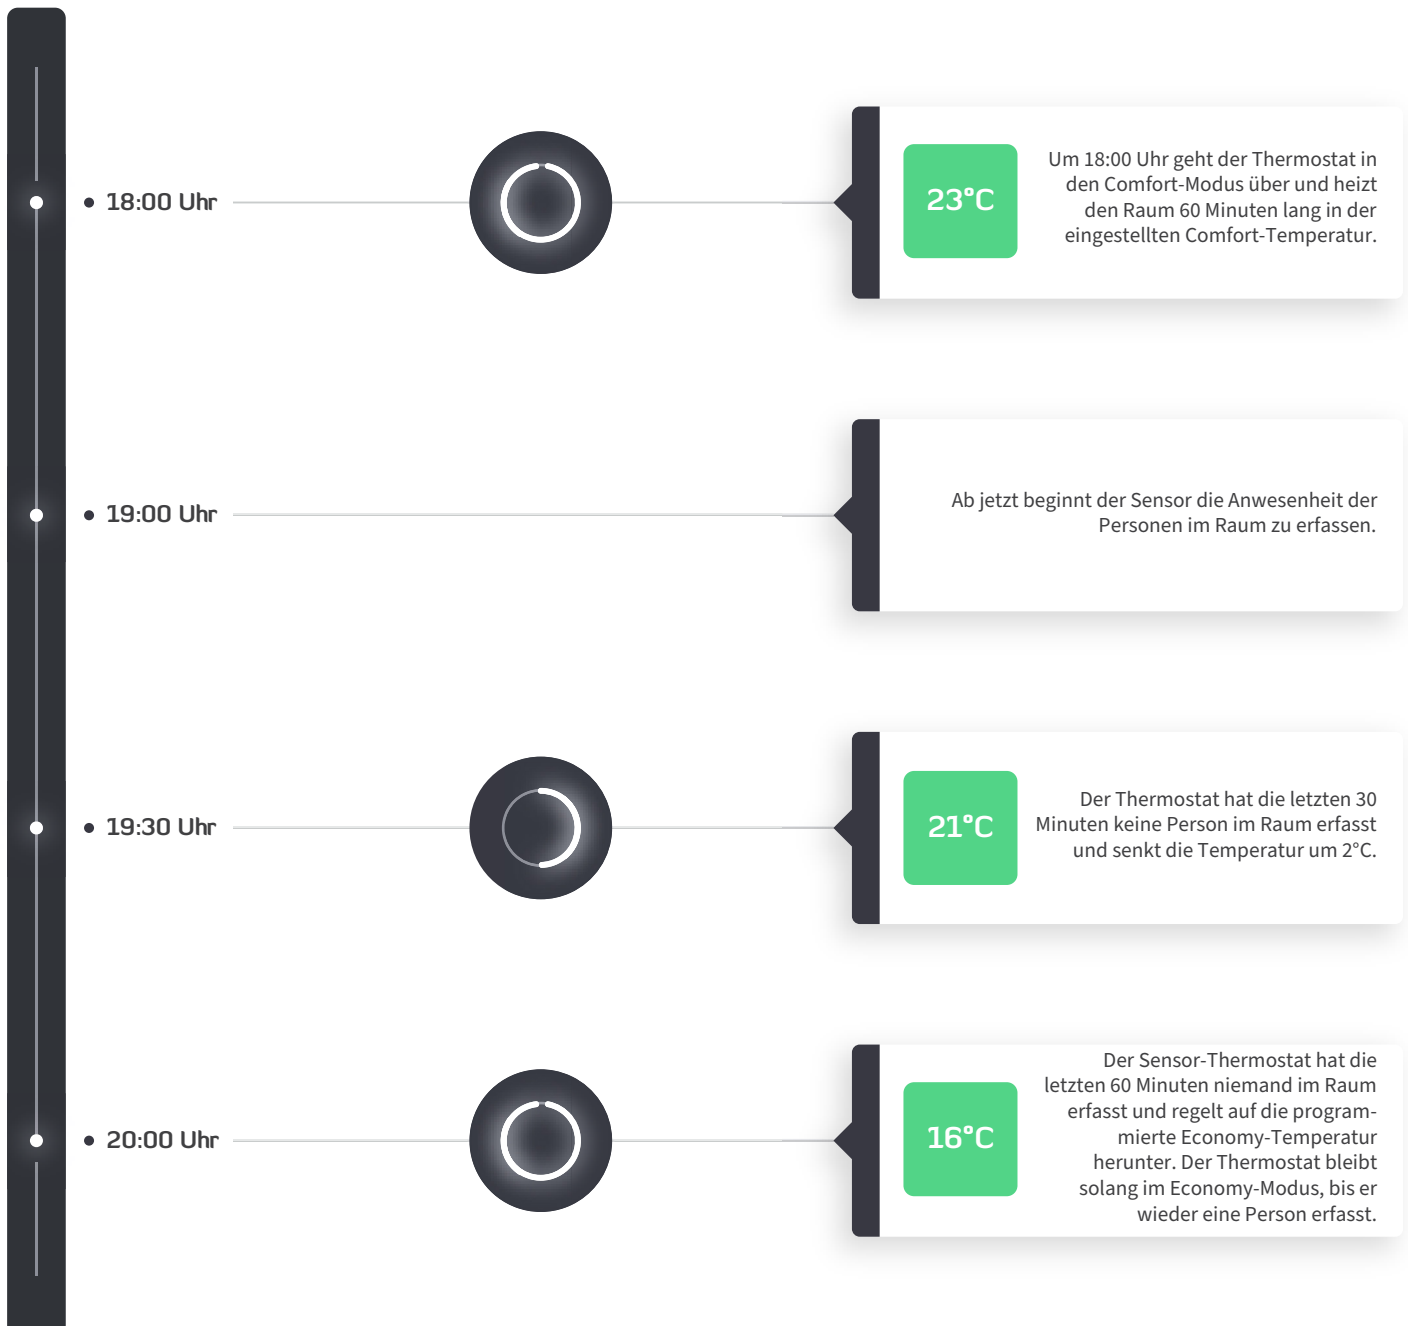 18:00 Uhr
23°C
Um 18:00 Uhr geht der Thermostat in
den Comfort-Modus über und heizt
den Raum 60 Minuten lang in der
eingestellten Comfort-Temperatur.
19:00 Uhr
Ab jetzt beginnt der Sensor die Anwesenheit der
Personen im Raum zu erfassen.
19:30 Uhr
21°C
Der Thermostat hat die letzten 30
Minuten keine Person im Raum erfasst
und senkt die Temperatur um 2°C.
20:00 Uhr
16°C
Der Sensor-Thermostat hat die
letzten 60 Minuten niemand im Raum
erfasst und regelt auf die program-
mierte Economy-Temperatur
herunter. Der Thermostat bleibt
solang im Economy-Modus, bis er
wieder eine Person erfasst.